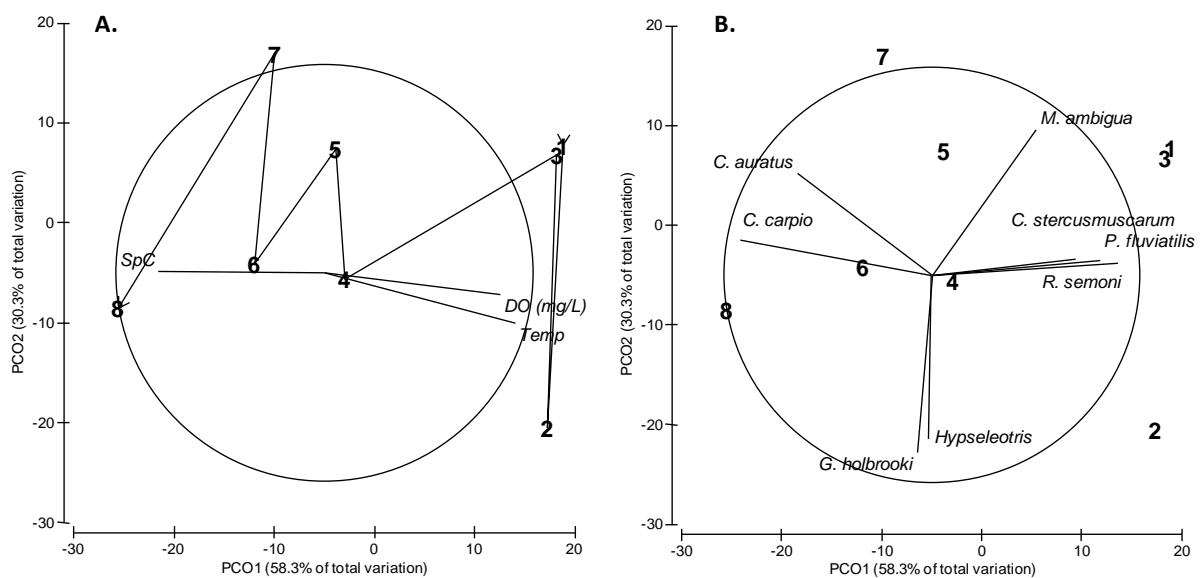 A.
20
10
0
-10
-20
-30
PCO2 (30.3% of total variation)
7
5
1
3
6
4
8
2
SpC
DO (mg/L)
Temp
-30
-20
-10
0
10
20
PCO1 (58.3% of total variation)
B.
20
10
0
-10
-20
-30
PCO2 (30.3% of total variation)
7
M. ambigua
5
1
3
C. auratus
C. carpio
C. stercusmuscarum
P. fluviatilis
6
4
R. semoni
8
2
Hypseleotris
G. holbrooki
-30
-20
-10
0
10
20
PCO1 (58.3% of total variation)